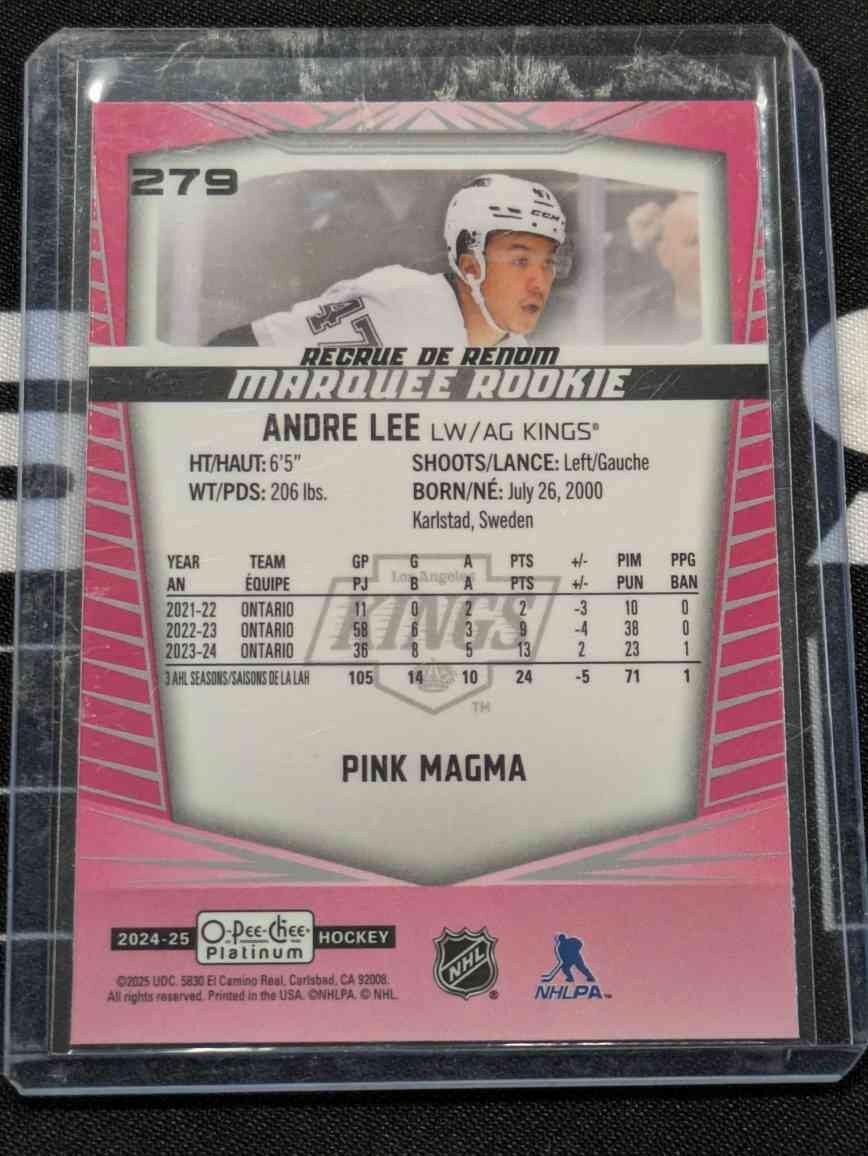 279
47
CCM
47
RECRUE DE RENOM
MARQUEE ROOKIE
ANDRE LEE LW/AG KINGS®
HT/HAUT: 6'5" SHOOTS/LANCE: Left/Gauche
WT/PDS: 206 lbs. BORN/NÉ: July 26, 2000
Karlstad, Sweden
YEAR TEAM GP G A PTS +/- PIM PPG
AN ÉQUIPE PJ B A PTS +/- PUN BAN
2021-22 ONTARIO 11 0 2 2 -3 10 0
2022-23 ONTARIO 58 6 3 9 -4 38 0
2023-24 ONTARIO 36 8 5 13 2 23 1
3 AHL SEASONS/SAISONS DE LA LAH 105 14 10 24 -5 71 1
Los Angeles
KINGS
TM
PINK MAGMA
2024-25 O-Pee-Chee Platinum HOCKEY
©2025 UDC. 5830 El Camino Real, Carlsbad, CA 92008.
All rights reserved. Printed in the USA. ©NHLPA. © NHL.
NHL ®
NHLPA™